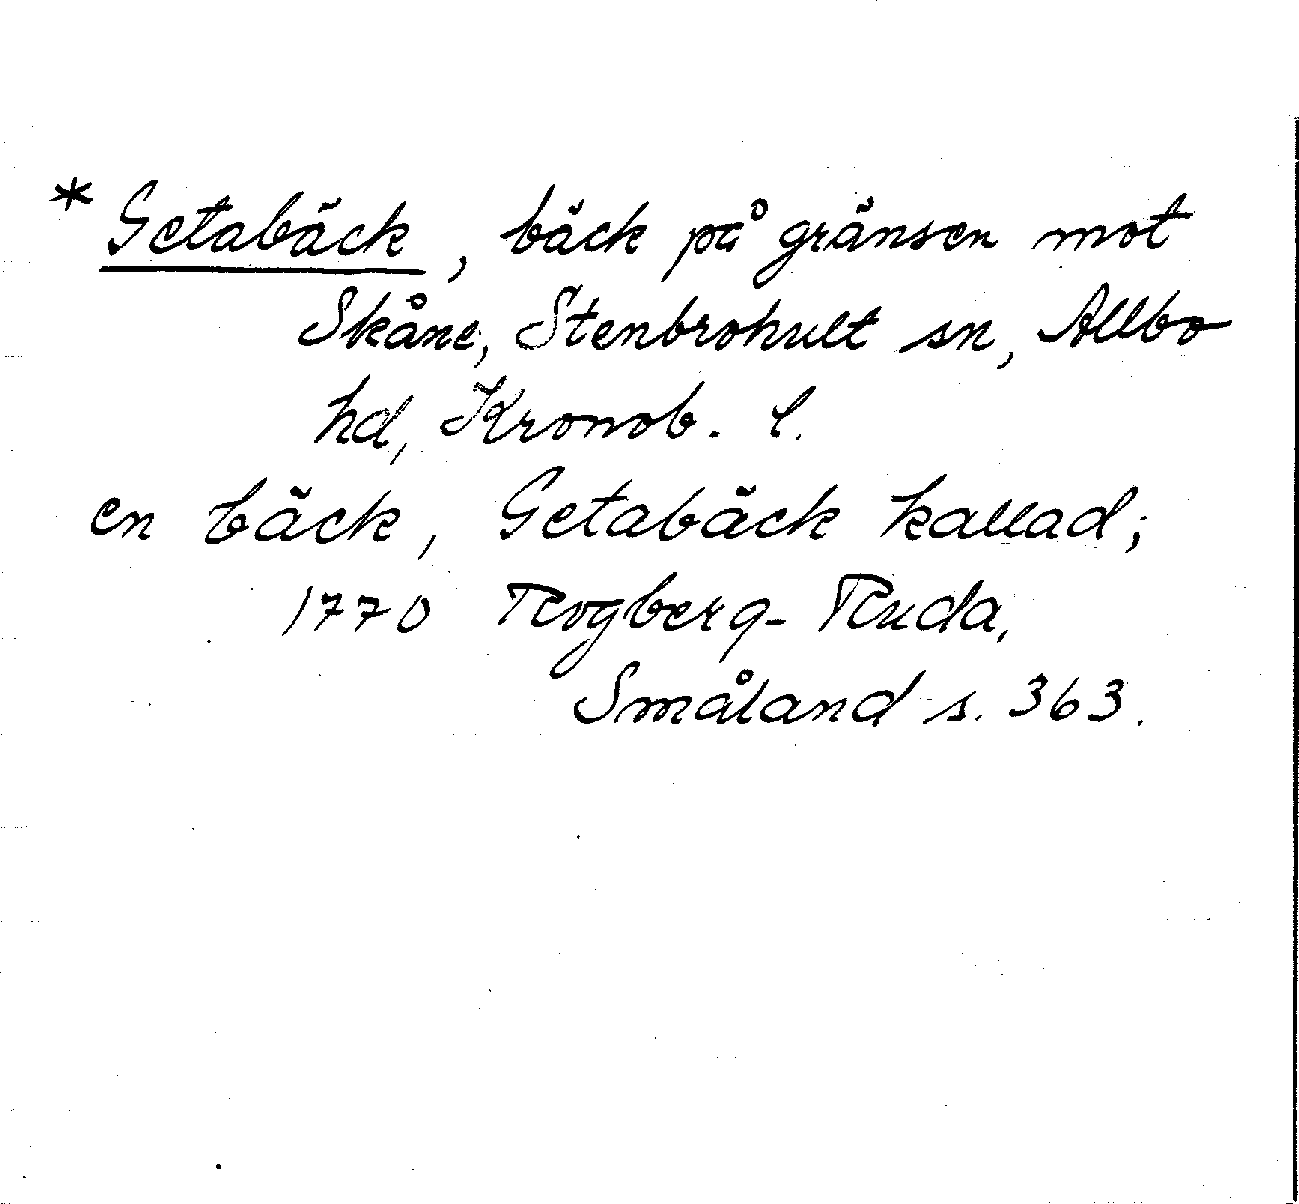 * Getabäck, bäck på gränsen mot
Skåne, Stenbrohult sn, Allbo
hd, Kronob. l.
en bäck, Getabäck kallad;
1770 Rogberg-Ruda,
Småland s. 363.